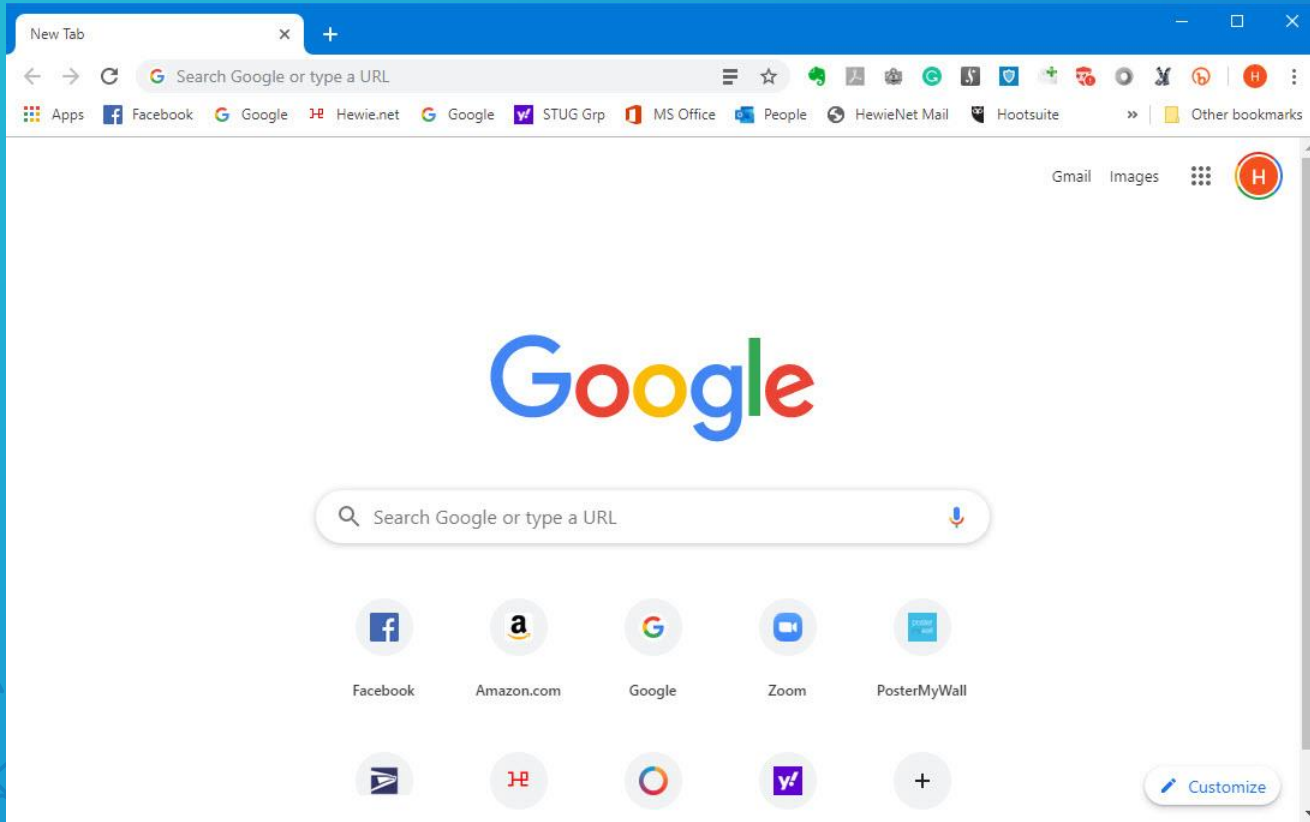 New Tab
Search Google or type a URL
Apps Facebook Google Hewie.net Google STUG Grp MS Office People HewieNet Mail Hootsuite » Other bookmarks
Gmail Images H
Google
Search Google or type a URL
Facebook Amazon.com Google Zoom PosterMyWall
Customize